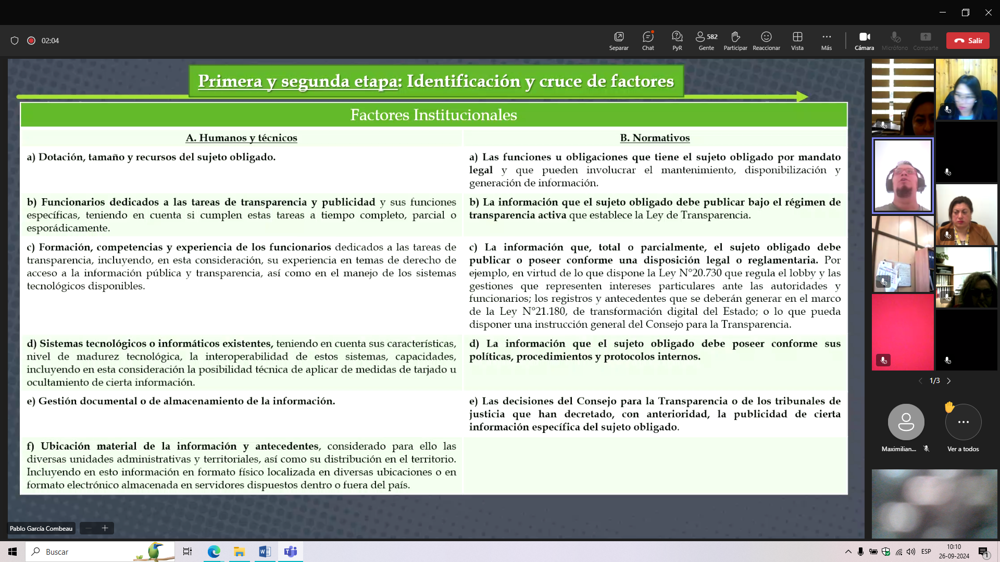 02:04
Separar
Chat
PyR
582
Gente
Participar
Reaccionar
Vista
Más
Cámara
Micrófono
Comparte
Salir
Primera y segunda etapa: Identificación y cruce de factores
Factores Institucionales
A. Humanos y técnicos
B. Normativos
a) Dotación, tamaño y recursos del sujeto obligado.
a) Las funciones u obligaciones que tiene el sujeto obligado por mandato
legal y que pueden involucrar el mantenimiento, disponibilización y
generación de información.
b) Funcionarios dedicados a las tareas de transparencia y publicidad y sus funciones
específicas, teniendo en cuenta si cumplen estas tareas a tiempo completo, parcial o
esporádicamente.
b) La información que el sujeto obligado debe publicar bajo el régimen de
transparencia activa que establece la Ley de Transparencia.
c) Formación, competencias y experiencia de los funcionarios dedicados a las tareas de
transparencia, incluyendo, en esta consideración, su experiencia en temas de derecho de
acceso a la información pública y transparencia, así como en el manejo de los sistemas
tecnológicos disponibles.
c) La información que, total o parcialmente, el sujeto obligado debe
publicar o poseer conforme una disposición legal o reglamentaria. Por
ejemplo, en virtud de lo que dispone la Ley N°20.730 que regula el lobby y las
gestiones que representen intereses particulares ante las autoridades y
funcionarios; los registros y antecedentes que se deberán generar en el marco
de la Ley N°21.180, de transformación digital del Estado; o lo que pueda
disponer una instrucción general del Consejo para la Transparencia.
d) Sistemas tecnológicos o informáticos existentes, teniendo en cuenta sus características,
nivel de madurez tecnológica, la interoperabilidad de estos sistemas, capacidades,
incluyendo en esta consideración la posibilidad técnica de aplicar de medidas de tarjado u
ocultamiento de cierta información.
d) La información que el sujeto obligado debe poseer conforme sus
políticas, procedimientos y protocolos internos.
e) Gestión documental o de almacenamiento de la información.
e) Las decisiones del Consejo para la Transparencia o de los tribunales de
justicia que han decretado, con anterioridad, la publicidad de cierta
información específica del sujeto obligado.
f) Ubicación material de la información y antecedentes, considerado para ello las
diversas unidades administrativas y territoriales, así como su distribución en el territorio.
Incluyendo en esto información en formato físico localizada en diversas ubicaciones o en
formato electrónico almacenada en servidores dispuestos dentro o fuera del país.
1/3
Maximilian...
Ver a todos
Pablo García Combeau
Buscar
ESP
10:10
26-09-2024
1